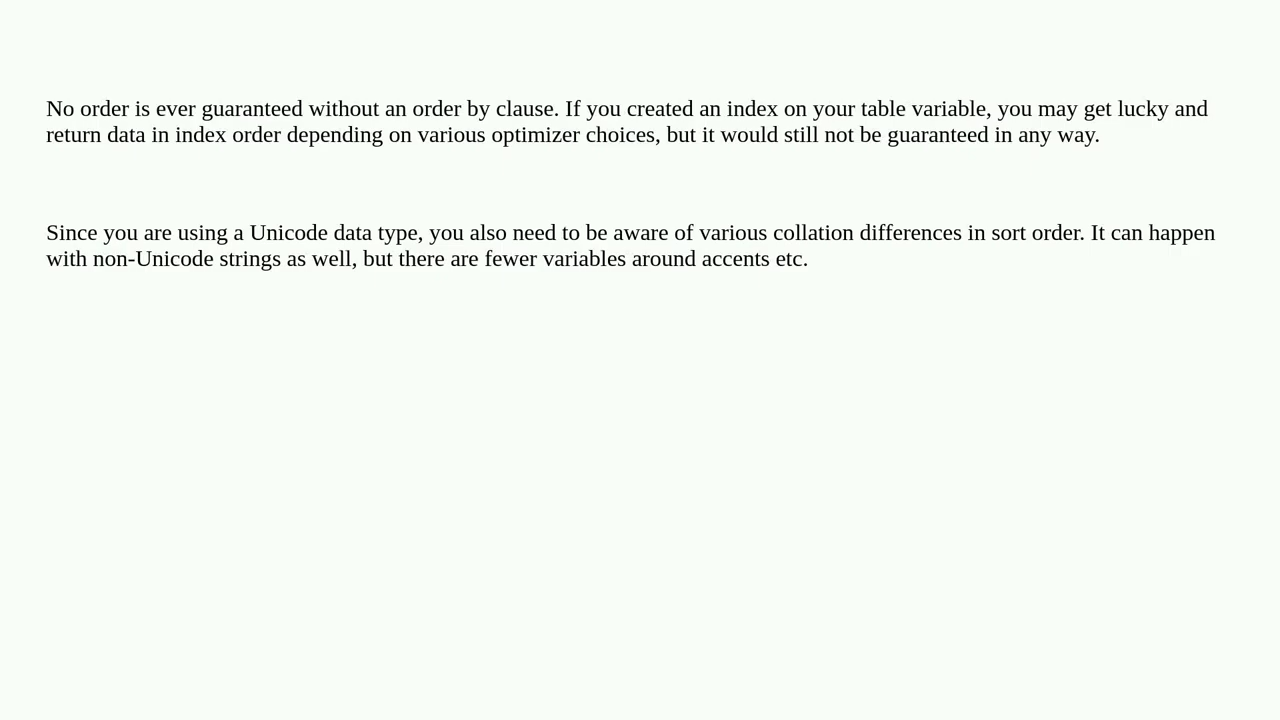 No order is ever guaranteed without an order by clause. If you created an index on your table variable, you may get lucky and
return data in index order depending on various optimizer choices, but it would still not be guaranteed in any way.
Since you are using a Unicode data type, you also need to be aware of various collation differences in sort order. It can happen
with non-Unicode strings as well, but there are fewer variables around accents etc.